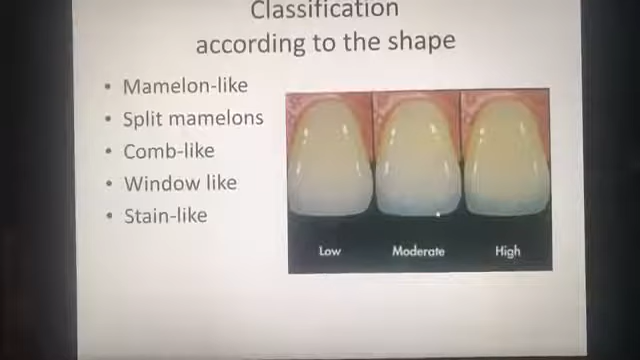 Classification
according to the shape
• Mamelon-like
• Split mamelons
• Comb-like
• Window like
• Stain-like
Low Moderate High